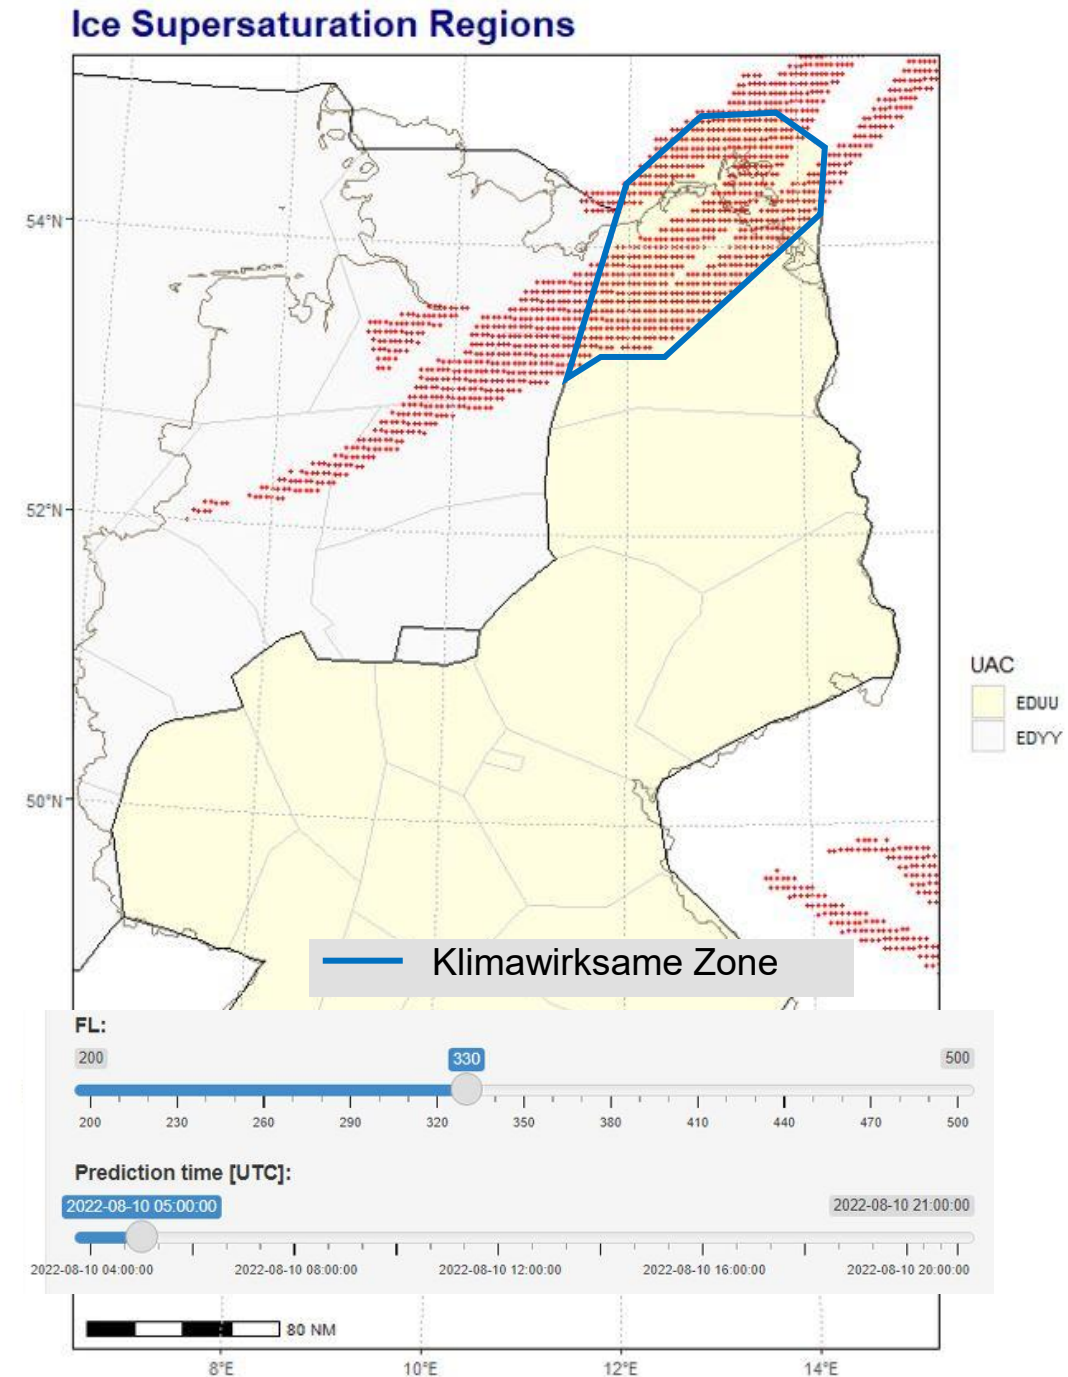 Ice Supersaturation Regions
54°N
52°N
50°N
UAC
EDUU
EDYY
Klimawirksame Zone
FL:
200 330 500
200 230 260 290 320 350 380 410 440 470 500
Prediction time [UTC]:
2022-08-10 05:00:00 2022-08-10 21:00:00
2022-08-10 04:00:00 2022-08-10 08:00:00 2022-08-10 12:00:00 2022-08-10 16:00:00 2022-08-10 20:00:00
80 NM
8°E 10°E 12°E 14°E